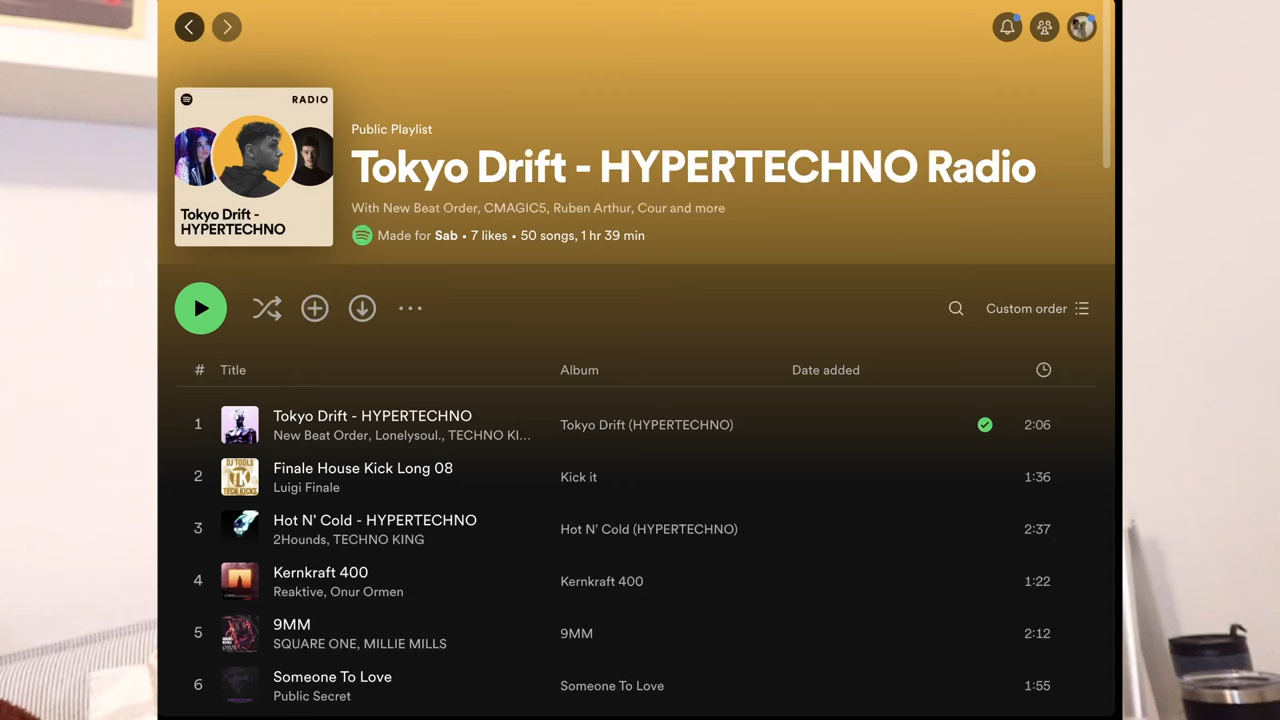 RADIO
Tokyo Drift -
HYPERTECHNO
Public Playlist
Tokyo Drift - HYPERTECHNO Radio
With New Beat Order, CMAGIC5, Ruben Arthur, Cour and more
Made for Sab • 7 likes • 50 songs, 1 hr 39 min
Custom order
# Title Album Date added
1 Tokyo Drift - HYPERTECHNO Tokyo Drift (HYPERTECHNO) 2:06
New Beat Order, Lonelysoul., TECHNO KI...
DJ TOOLS
TK
TECH KICKS
2 Finale House Kick Long 08 Kick it 1:36
Luigi Finale
3 Hot N' Cold - HYPERTECHNO Hot N' Cold (HYPERTECHNO) 2:37
2Hounds, TECHNO KING
4 Kernkraft 400 Kernkraft 400 1:22
Reaktive, Onur Ormen
5 9MM 9MM 2:12
SQUARE ONE, MILLIE MILLS
6 Someone To Love Someone To Love 1:55
Public Secret